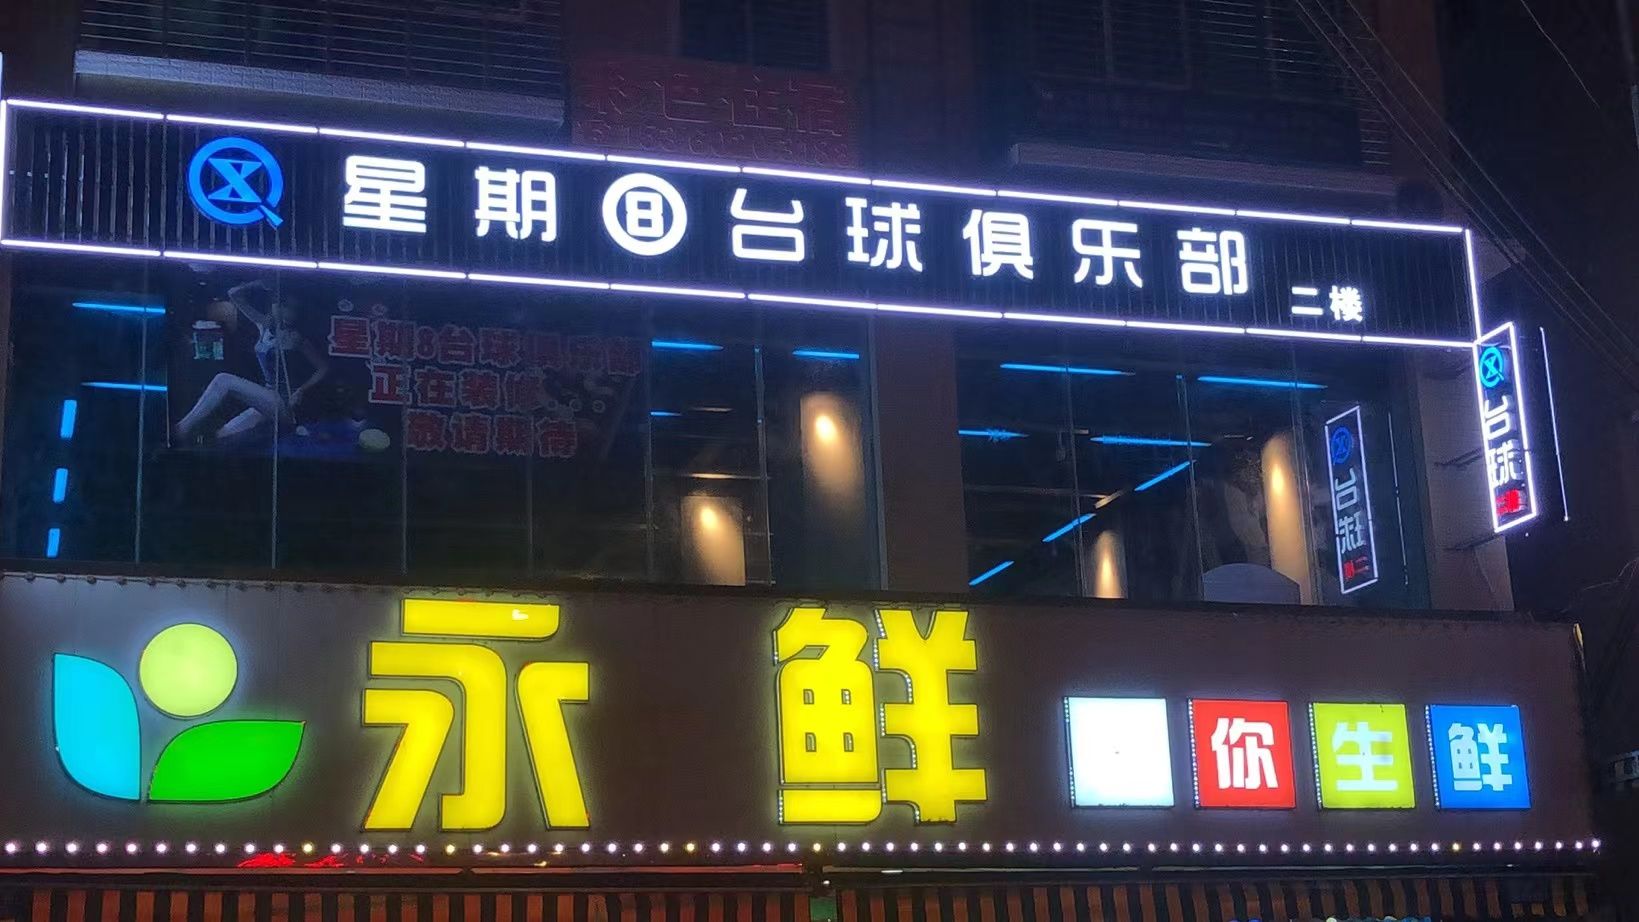 星期8台球俱乐部 二楼
星期8台球俱乐部
正在装修
敬请期待
台球
台球
永鲜 你生鲜